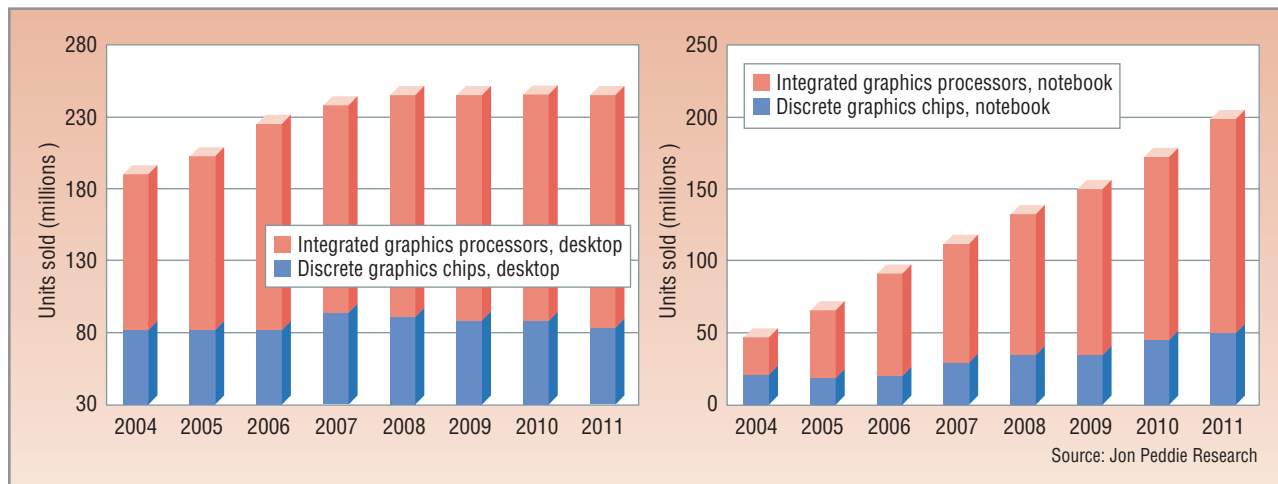 280
230
180
130
80
30
Units sold (millions )
Integrated graphics processors, desktop
Discrete graphics chips, desktop
2004 2005 2006 2007 2008 2009 2010 2011
250
200
150
100
50
0
Units sold (millions )
Integrated graphics processors, notebook
Discrete graphics chips, notebook
2004 2005 2006 2007 2008 2009 2010 2011
Source: Jon Peddie Research